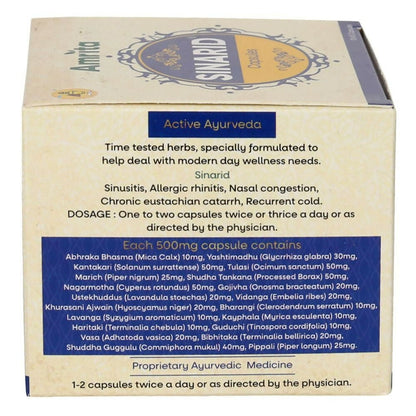 Amrita
SINARID
Capsules
Active Ayurveda
Time tested herbs, specially formulated to
help deal with modern day wellness needs.
Sinarid
Sinusitis, Allergic rhinitis, Nasal congestion,
Chronic eustachian catarrh, Recurrent cold.
DOSAGE : One to two capsules twice or thrice a day or as
directed by the physician.
Each 500mg capsule contains
Abhraka Bhasma (Mica Calx) 10mg, Yashtimadhu (Glycrrhiza glabra) 30mg,
Kantakari (Solanum surrattense) 50mg, Tulasi (Ocimum sanctum) 50mg,
Marich (Piper nigrum) 25mg, Shudha Tankana (Processed Borax) 50mg,
Nagarmotha (Cyperus rotundus) 50mg, Gojivha (Onosma bracteatum) 20mg,
Ustekhuddus (Lavandula stoechas) 20mg, Vidanga (Embelia ribes) 20mg,
Khurasani Ajwain (Hyoscyamus niger) 20mg, Bharangi (Clerodendrum serratum) 10mg,
Lavanga (Syzygium aromaticum) 10mg, Kayphala (Myrica esculenta) 10mg,
Haritaki (Terminalia chebula) 10mg, Guduchi (Tinospora cordifolia) 10mg,
Vasa (Adhatoda vasica) 20mg, Bibhitaka (Terminalia bellirica) 20mg,
Shuddha Guggulu (Commiphora mukul) 40mg, Pippali (Piper longum) 25mg.
Proprietary Ayurvedic Medicine
1-2 capsules twice a day or as directed by the physician.